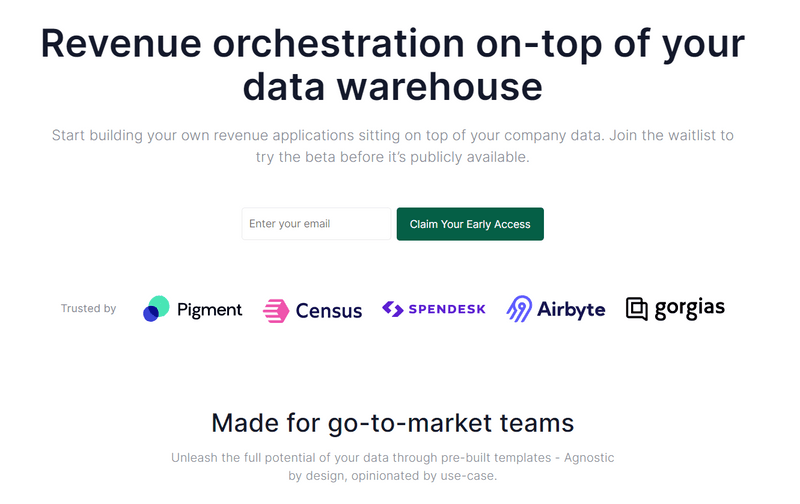 Revenue orchestration on-top of your
data warehouse
Start building your own revenue applications sitting on top of your company data. Join the waitlist to
try the beta before it’s publicly available.
Enter your email
Claim Your Early Access
Trusted by
Pigment
Census
SPENDESK
Airbyte
gorgias
Made for go-to-market teams
Unleash the full potential of your data through pre-built templates - Agnostic
by design, opinionated by use-case.